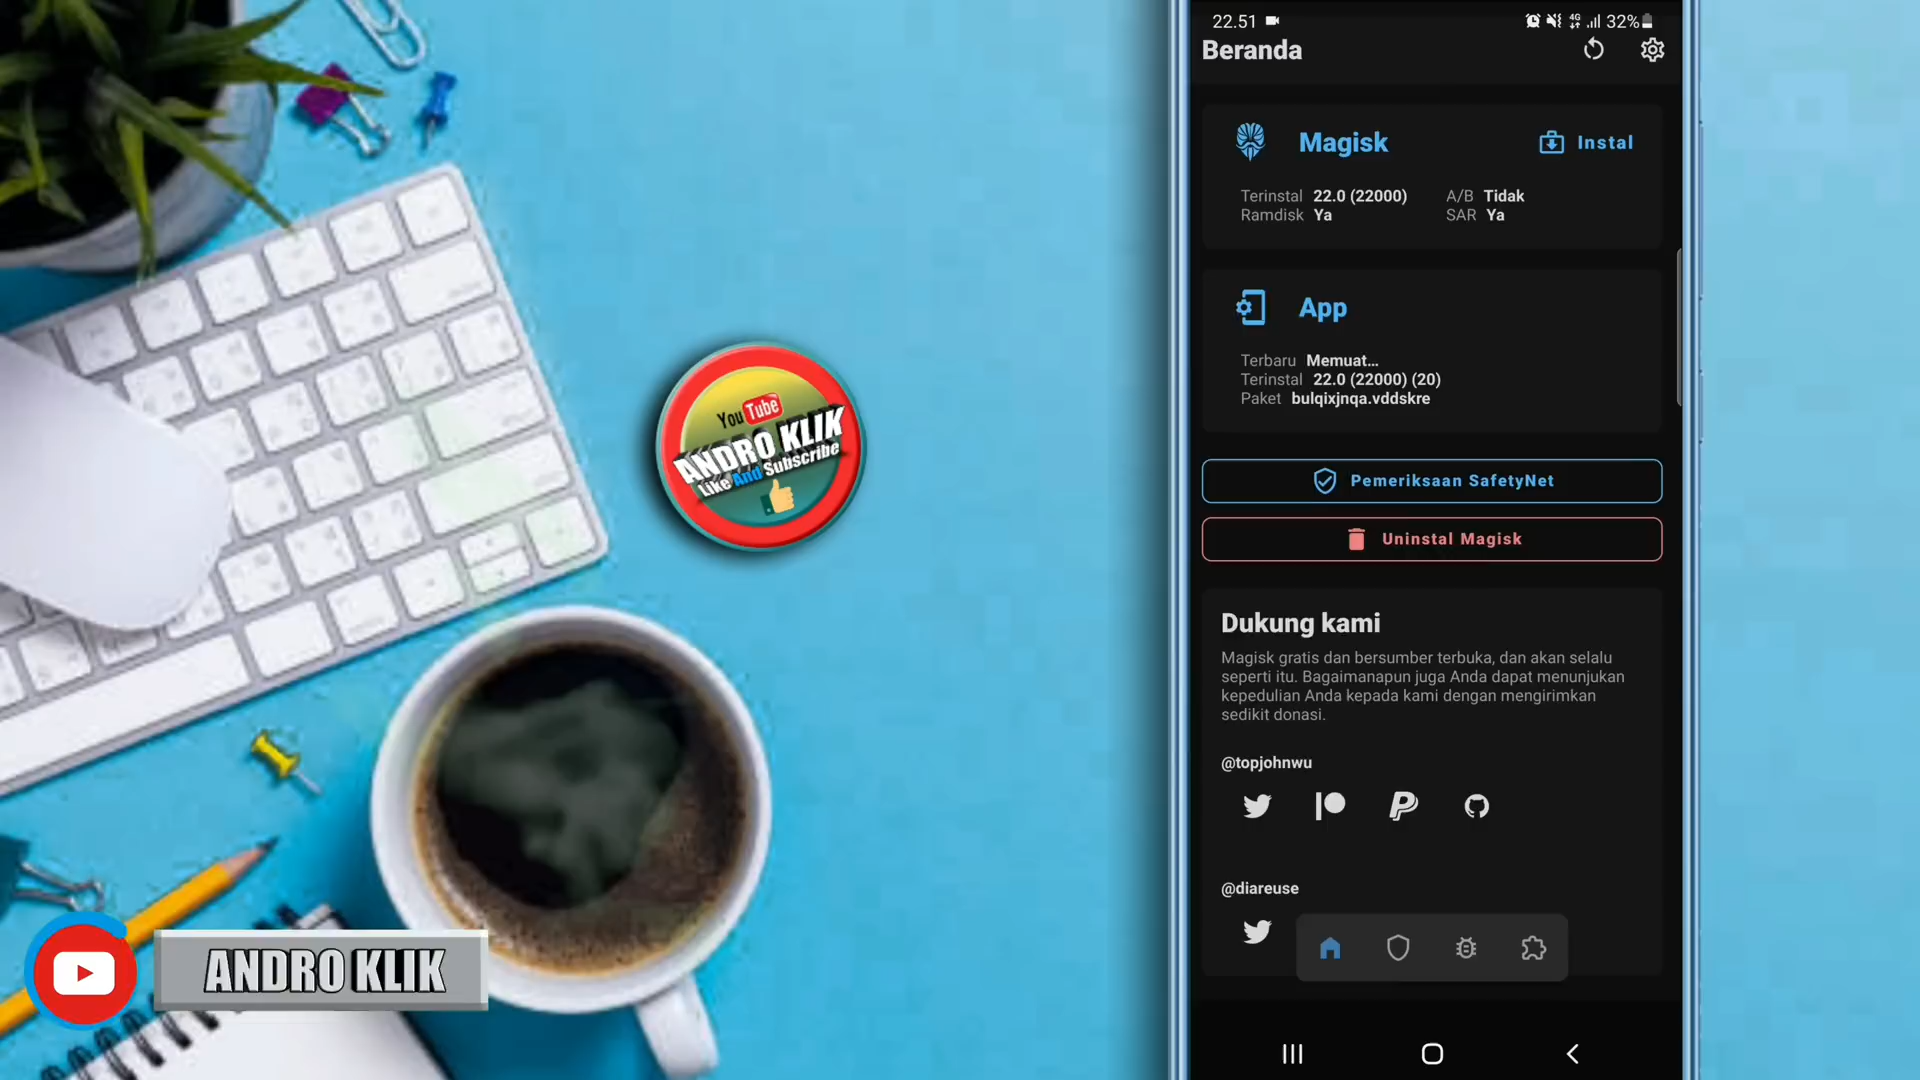 22.51
4G
32%
Beranda
Magisk
Instal
Terinstal 22.0 (22000)
A/B Tidak
Ramdisk Ya
SAR Ya
App
Terbaru Memuat...
Terinstal 22.0 (22000) (20)
Paket bulqixjnqa.vddskre
Pemeriksaan SafetyNet
Uninstal Magisk
Dukung kami
Magisk gratis dan bersumber terbuka, dan akan selalu
seperti itu. Bagaimanapun juga Anda dapat menunjukan
kepedulian Anda kepada kami dengan mengirimkan
sedikit donasi.
@topjohnwu
@diareuse
YouTube
ANDRO KLIK
Like And Subscribe
ANDRO KLIK